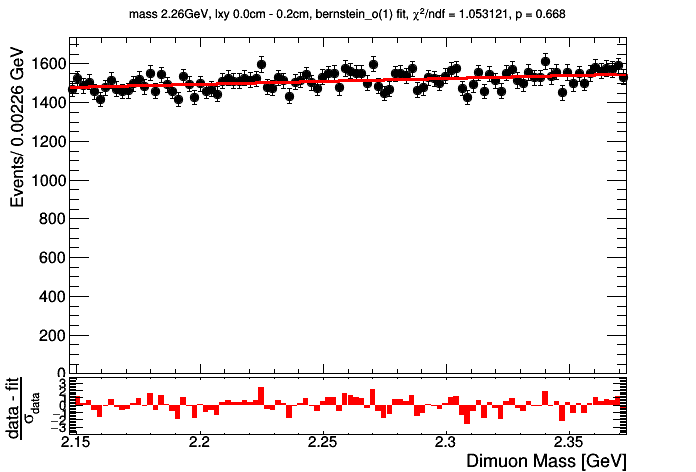 mass 2.26GeV, lxy 0.0cm - 0.2cm, bernstein_o(1) fit, χ²/ndf = 1.053121, p = 0.668
Events/ 0.00226 GeV
1600
1400
1200
1000
800
600
400
200
0
data - fit
σdata
3
2
1
0
−1
−2
−3
2.15 2.2 2.25 2.3 2.35
Dimuon Mass [GeV]